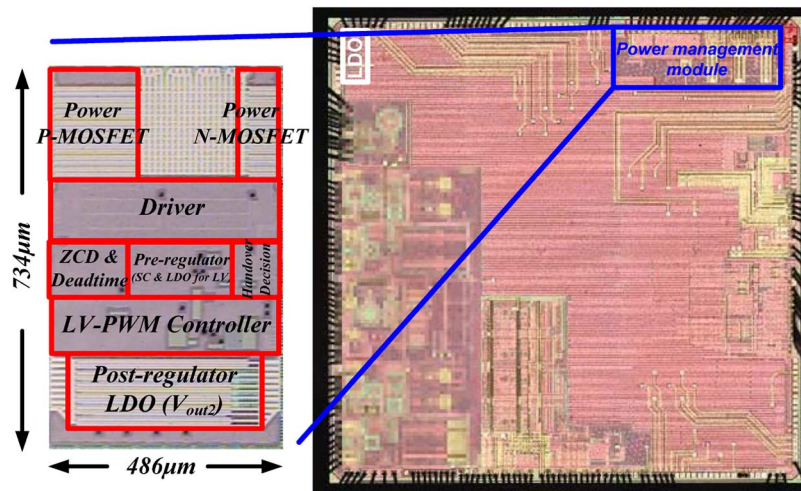 Power
P-MOSFET
Power
N-MOSFET
Driver
ZCD &
Deadtime
Pre-regulator
(SC & LDO for LV)
Handover
Decision
LV-PWM Controller
Post-regulator
LDO (Vout2)
734μm
486μm
LDO
Power management
module